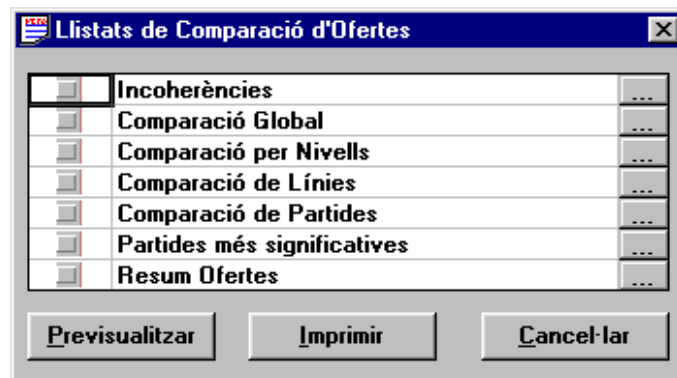 Llistats de Comparació d'Ofertes
Incoherències
...
Comparació Global
...
Comparació per Nivells
...
Comparació de Línies
...
Comparació de Partides
...
Partides més significatives
...
Resum Ofertes
...
Previsualitzar
Imprimir
Cancel·lar